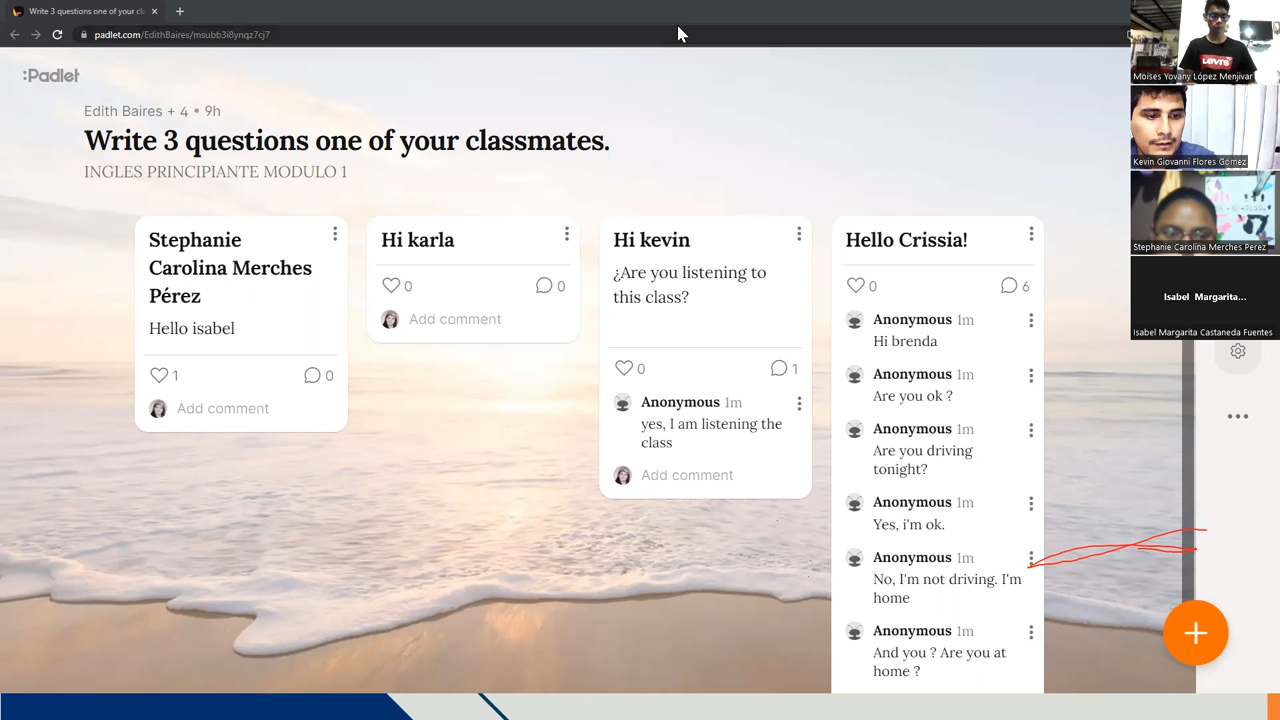 Write 3 questions one of your cl
padlet.com/EdithBaires/msubb3i8ynqz7cj7
:Padlet
Edith Baires + 4 • 9h
Write 3 questions one of your classmates.
INGLES PRINCIPIANTE MODULO 1
Stephanie
Carolina Merches
Pérez
Hello isabel
1
0
Add comment
Hi karla
0
0
Add comment
Hi kevin
¿Are you listening to
this class?
0
1
Anonymous 1m
yes, I am listening the
class
Add comment
Hello Crissia!
0
6
Anonymous 1m
Hi brenda
Anonymous 1m
Are you ok ?
Anonymous 1m
Are you driving
tonight?
Anonymous 1m
Yes, i'm ok.
Anonymous 1m
No, I'm not driving. I'm
home
Anonymous 1m
And you ? Are you at
home ?
LEVI'S
Moises Yovany López Menjivar
Kevin Giovanni Flores Gómez
Stephanie Carolina Merches Perez
Isabel Margarita...
Isabel Margarita Castaneda Fuentes